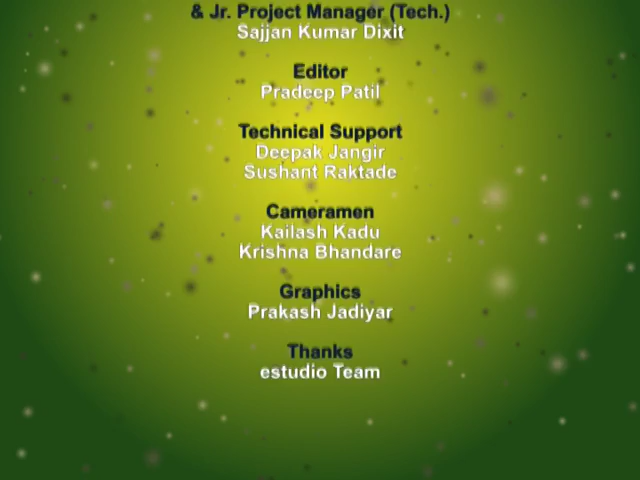 & Jr. Project Manager (Tech.)
Sajjan Kumar Dixit
Editor
Pradeep Patil
Technical Support
Deepak Jangir
Sushant Raktade
Cameramen
Kailash Kadu
Krishna Bhandare
Graphics
Prakash Jadiyar
Thanks
estudio Team